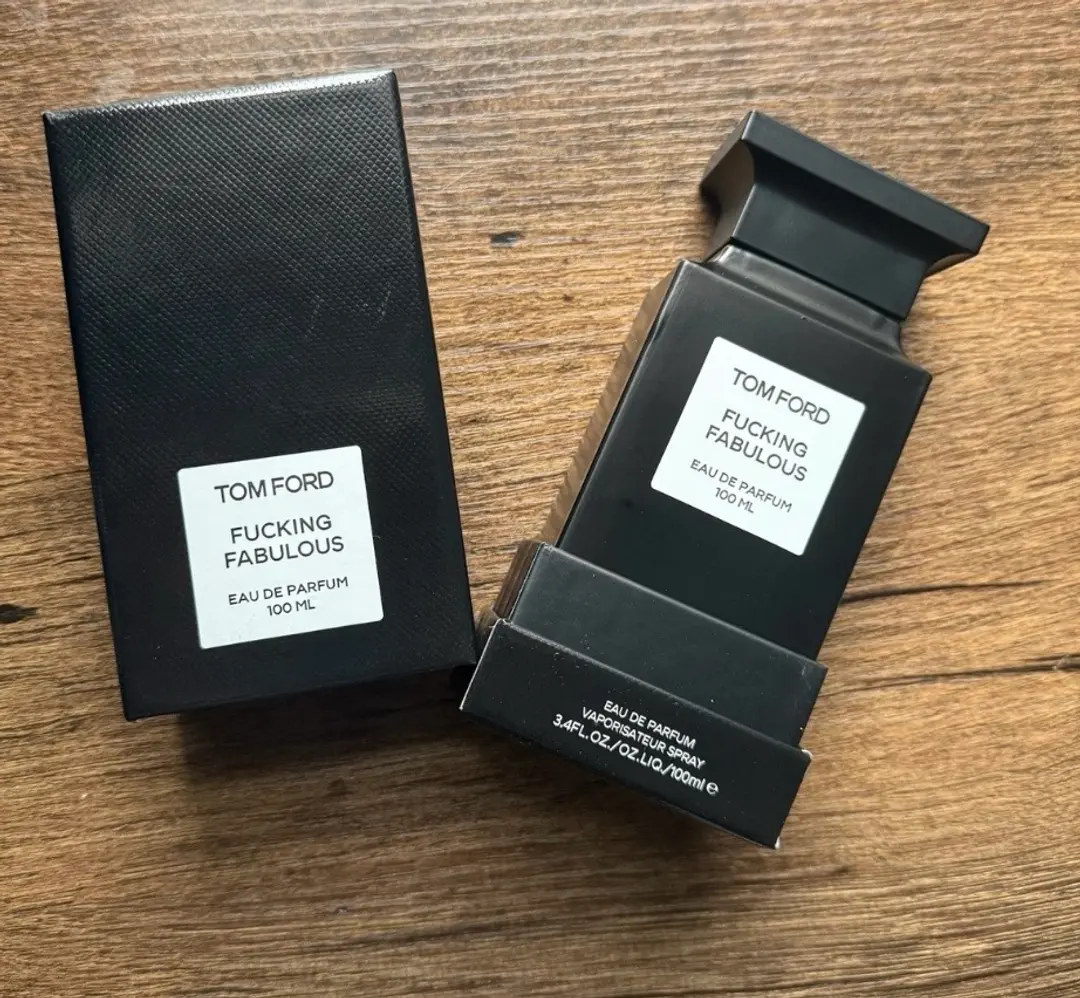 TOM FORD
FUCKING
FABULOUS
EAU DE PARFUM
100 ML
TOM FORD
FUCKING
FABULOUS
EAU DE PARFUM
100 ML
EAU DE PARFUM
VAPORISATEUR SPRAY
3.4FL.OZ./OZ.LIQ./100ml ℮